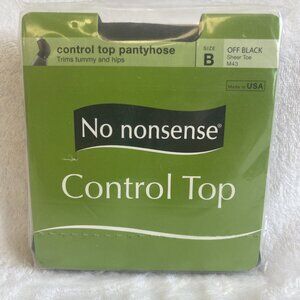 control top pantyhose
Trims tummy and hips
SIZE
B
OFF BLACK
Sheer Toe
M43
Made in USA
No nonsense®
Control Top